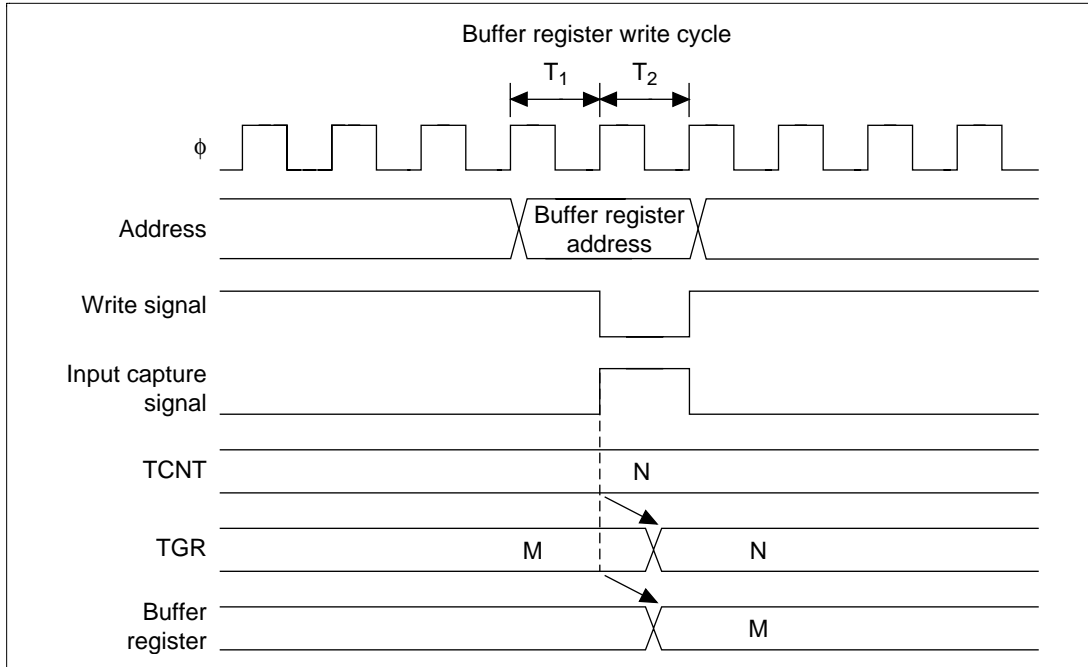 Buffer register write cycle
T1 T2
ϕ
Address
Buffer register
address
Write signal
Input capture
signal
TCNT
N
TGR
M
N
Buffer
register
M